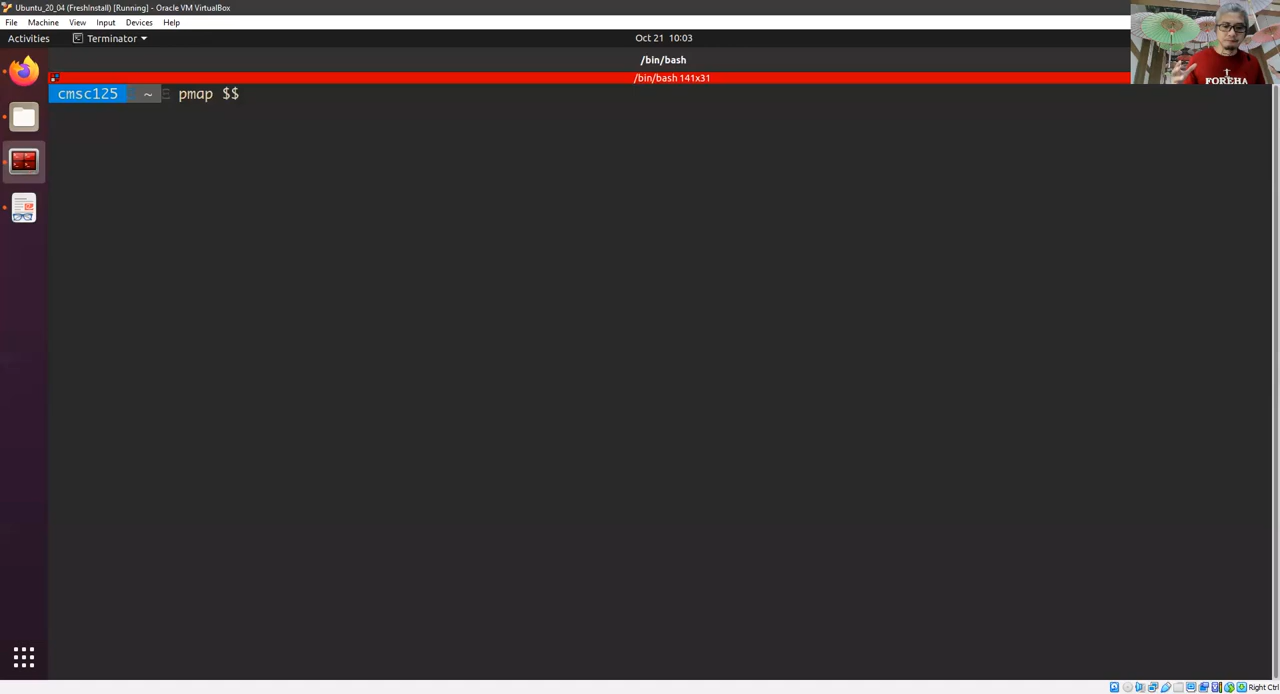 Ubuntu_20_04 (FreshInstall) [Running] - Oracle VM VirtualBox
File Machine View Input Devices Help
Activities Terminator Oct 21 10:03
/bin/bash
/bin/bash 141x31
cmsc125 ~ pmap $$
FOREHA
Right Ctrl